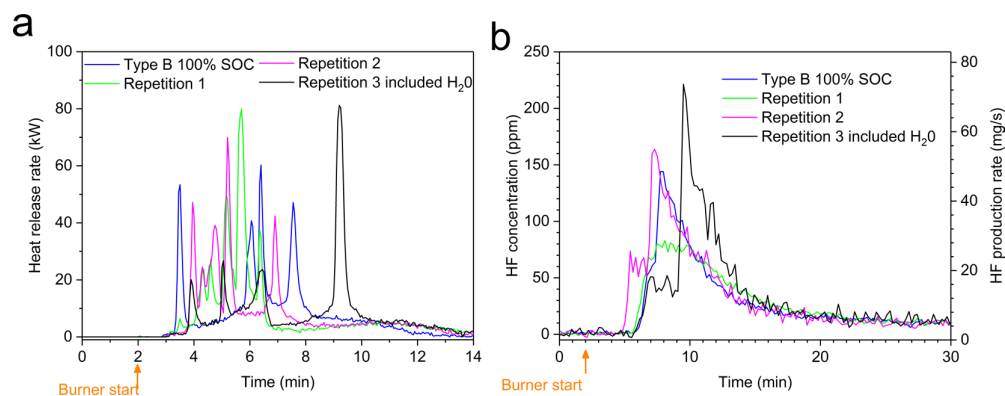 a
100
80
60
40
20
0
Heat release rate (kW)
Type B 100% SOC
Repetition 1
Repetition 2
Repetition 3 included H₂0
0 2 4 6 8 10 12 14
Time (min)
Burner start
b
250
200
150
100
50
0
HF concentration (ppm)
Type B 100% SOC
Repetition 1
Repetition 2
Repetition 3 included H₂0
80
60
40
20
0
HF production rate (mg/s)
0 10 20 30
Time (min)
Burner start